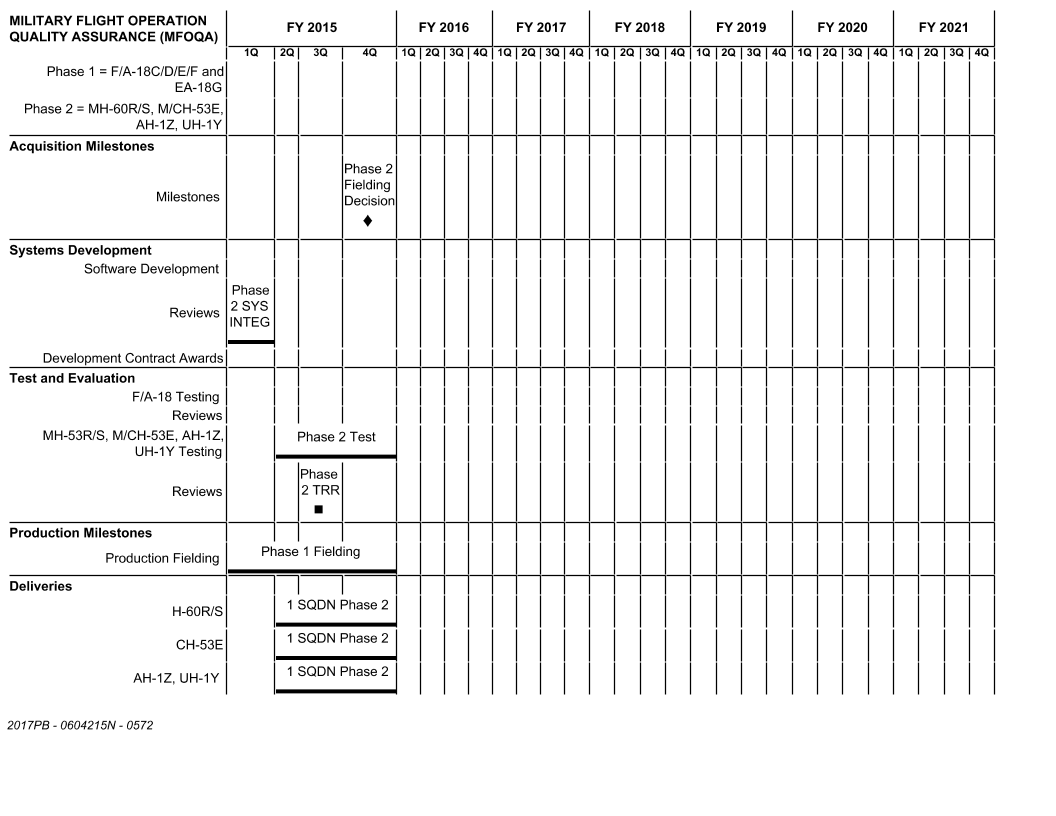 MILITARY FLIGHT OPERATION
QUALITY ASSURANCE (MFOQA)
FY 2015 FY 2016 FY 2017 FY 2018 FY 2019 FY 2020 FY 2021
1Q 2Q 3Q 4Q 1Q 2Q 3Q 4Q 1Q 2Q 3Q 4Q 1Q 2Q 3Q 4Q 1Q 2Q 3Q 4Q 1Q 2Q 3Q 4Q 1Q 2Q 3Q 4Q
Phase 1 = F/A-18C/D/E/F and
EA-18G
Phase 2 = MH-60R/S, M/CH-53E,
AH-1Z, UH-1Y
Acquisition Milestones
Milestones
Phase 2
Fielding
Decision
Systems Development
Software Development
Reviews
Phase
2 SYS
INTEG
Development Contract Awards
Test and Evaluation
F/A-18 Testing
Reviews
MH-53R/S, M/CH-53E, AH-1Z,
UH-1Y Testing
Phase 2 Test
Reviews
Phase
2 TRR
Production Milestones
Production Fielding
Phase 1 Fielding
Deliveries
H-60R/S
1 SQDN Phase 2
CH-53E
1 SQDN Phase 2
AH-1Z, UH-1Y
1 SQDN Phase 2
2017PB - 0604215N - 0572